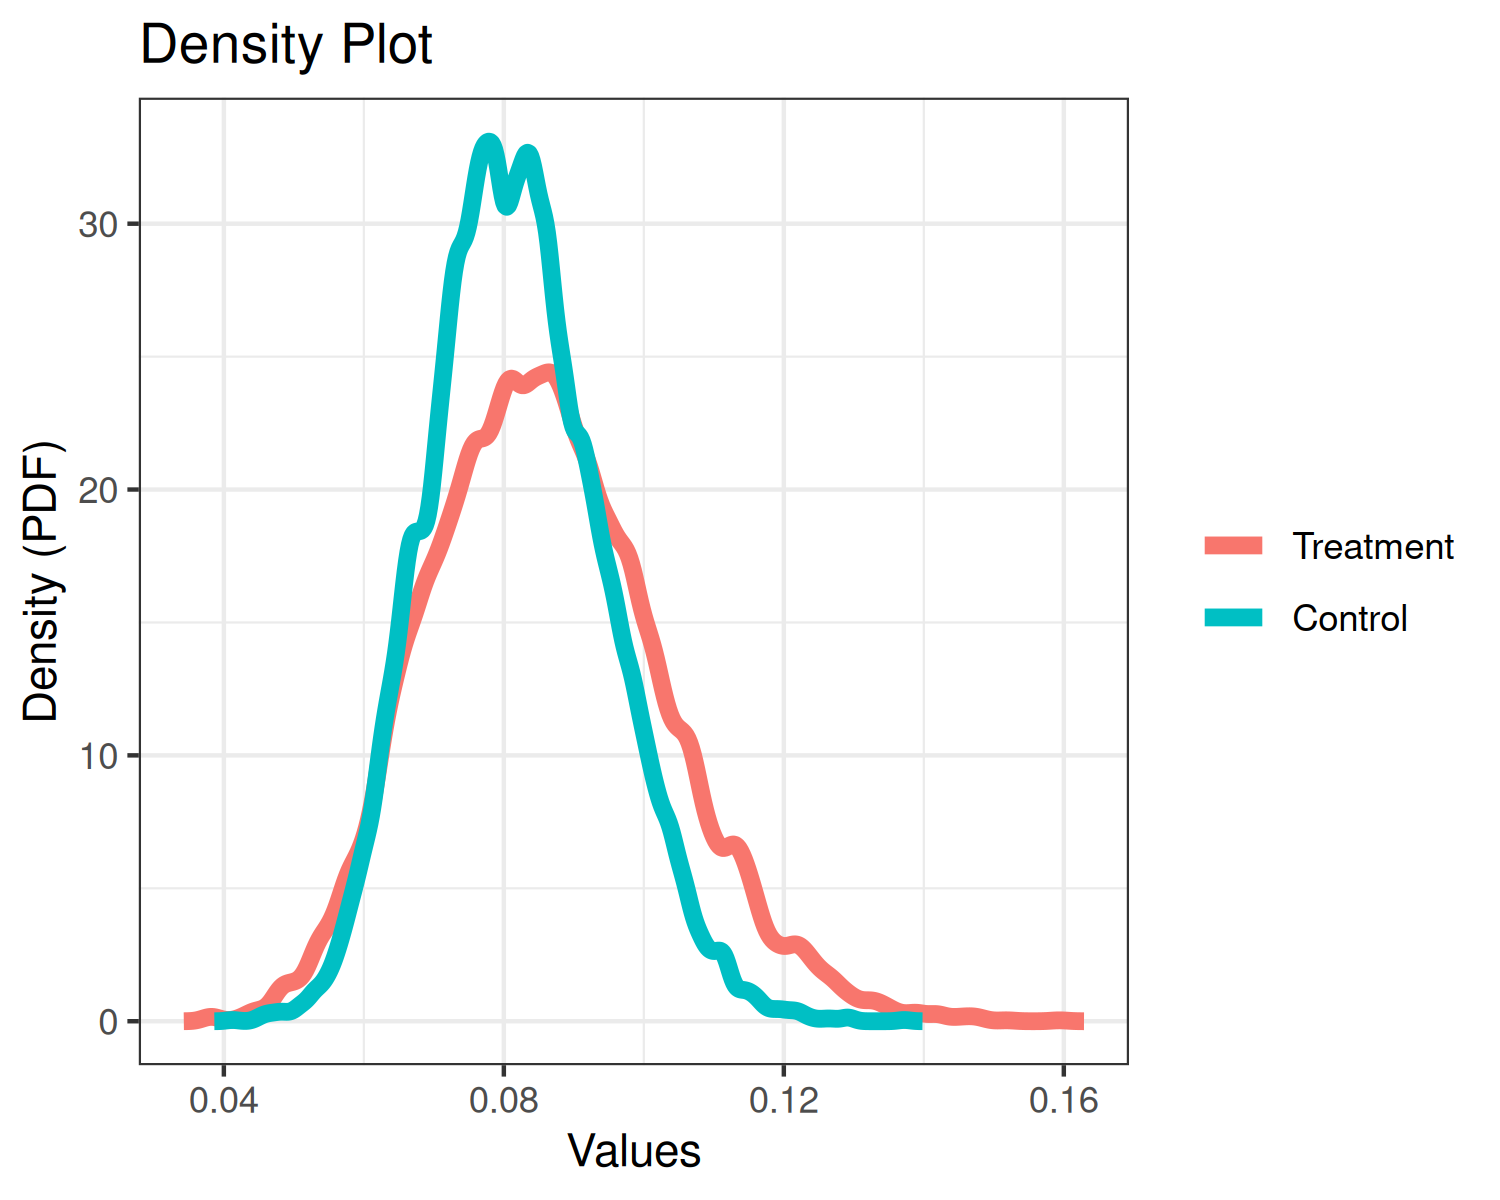 Density Plot
Density (PDF)
30
20
10
0
0.04 0.08 0.12 0.16
Values
Treatment
Control